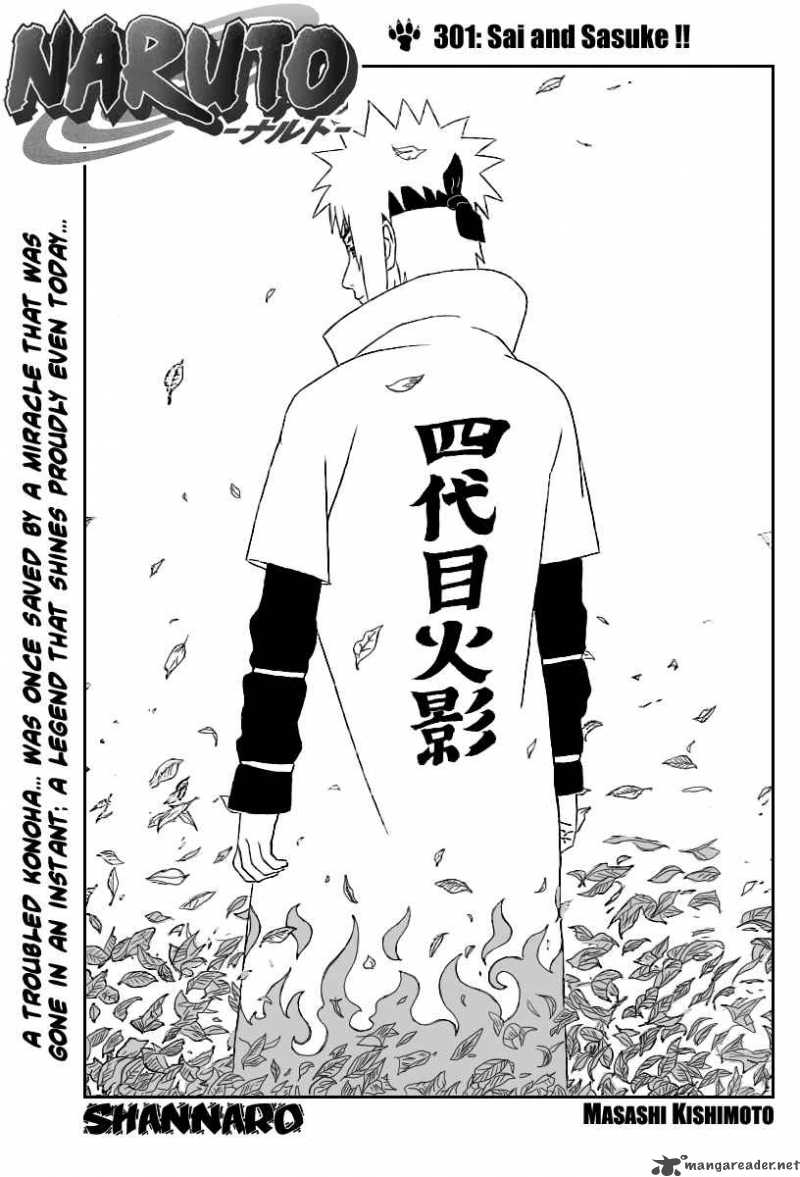 NARUTO
-ナルト-
301: Sai and Sasuke !!
A TROUBLED KONOHA... WAS ONCE SAVED BY A MIRACLE THAT WAS
GONE IN AN INSTANT; A LEGEND THAT SHINES PROUDLY EVEN TODAY...
四代目火影
SHANNARO
MASASHI KISHIMOTO
mangareader.net